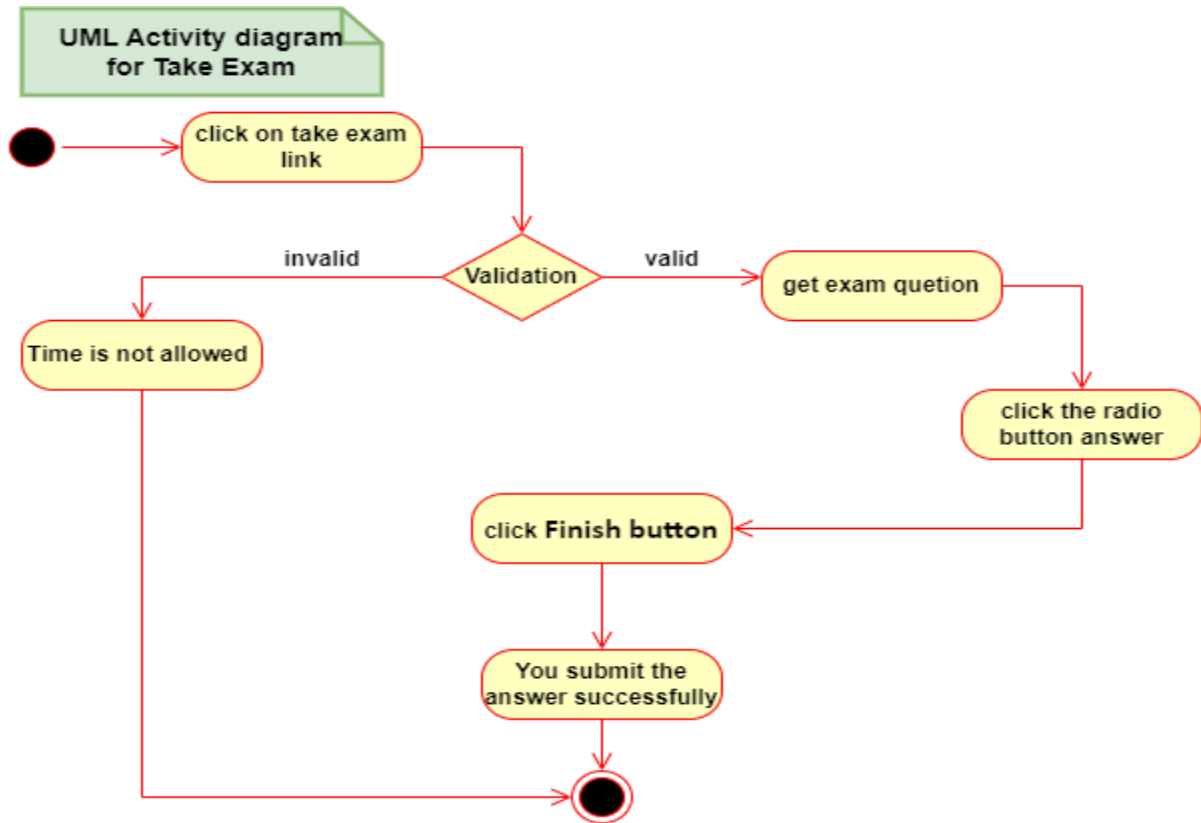 UML Activity diagram
for Take Exam
click on take exam
link
invalid
Validation
valid
get exam quetion
Time is not allowed
click the radio
button answer
click Finish button
You submit the
answer successfully